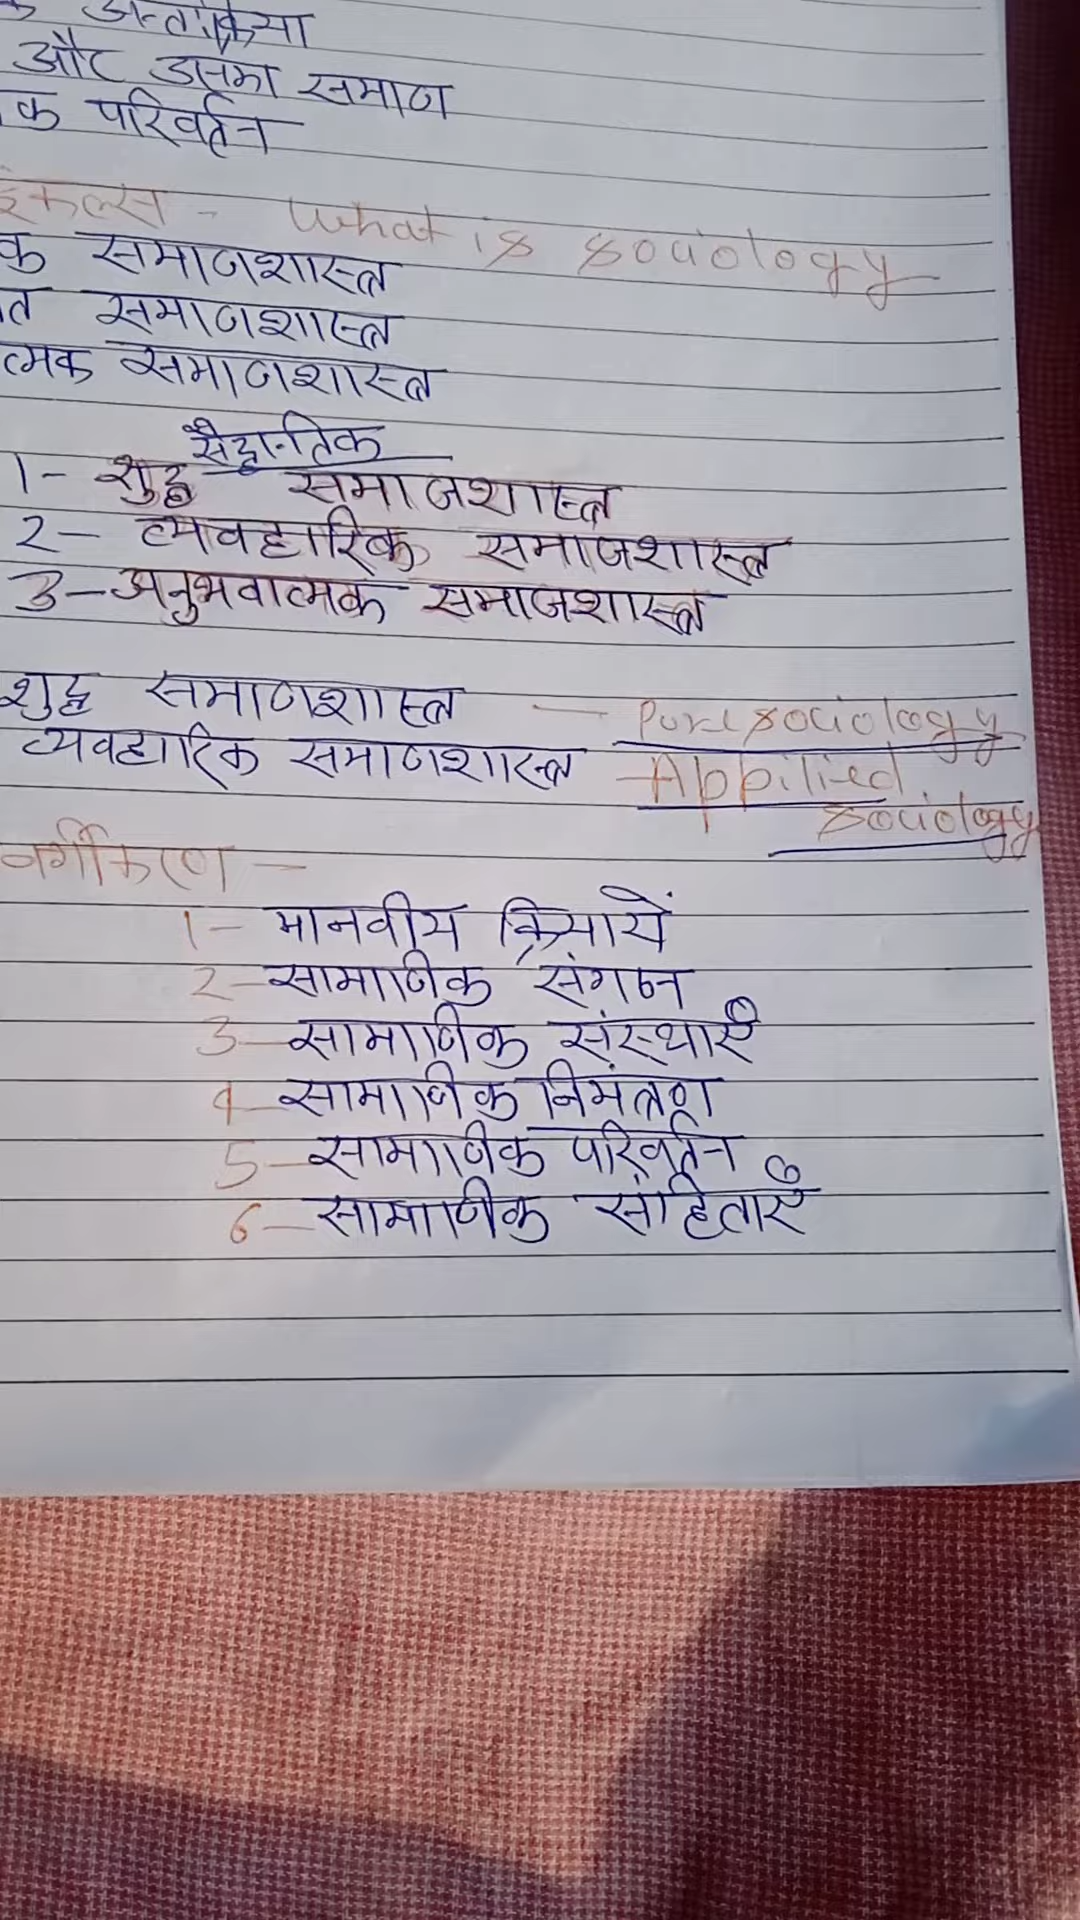 अन्तःक्रिया
और उसका समाज
क परिवर्तन
इंकल्स - What is sociology
क समाजशास्त्र
त समाजशास्त्र
त्मक समाजशास्त्र
सैद्धान्तिक
1- शुद्ध समाजशास्त्र
2- व्यवहारिक समाजशास्त्र
3- अनुभवात्मक समाजशास्त्र
शुद्ध समाजशास्त्र — Pure sociology
व्यवहारिक समाजशास्त्र — Appilied
sociology
वर्गीकरण -
1- मानवीय क्रियायें
2- सामाजिक संगठन
3- सामाजिक संस्थाएँ
4- सामाजिक नियंत्रण
5- सामाजिक परिवर्तन
6- सामाजिक संहिताएँ